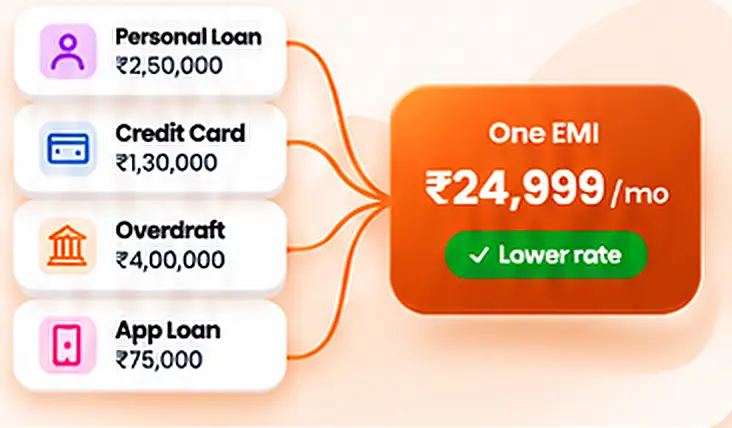 Personal Loan
₹2,50,000
Credit Card
₹1,30,000
Overdraft
₹4,00,000
App Loan
₹75,000
One EMI
₹24,999/mo
✓ Lower rate